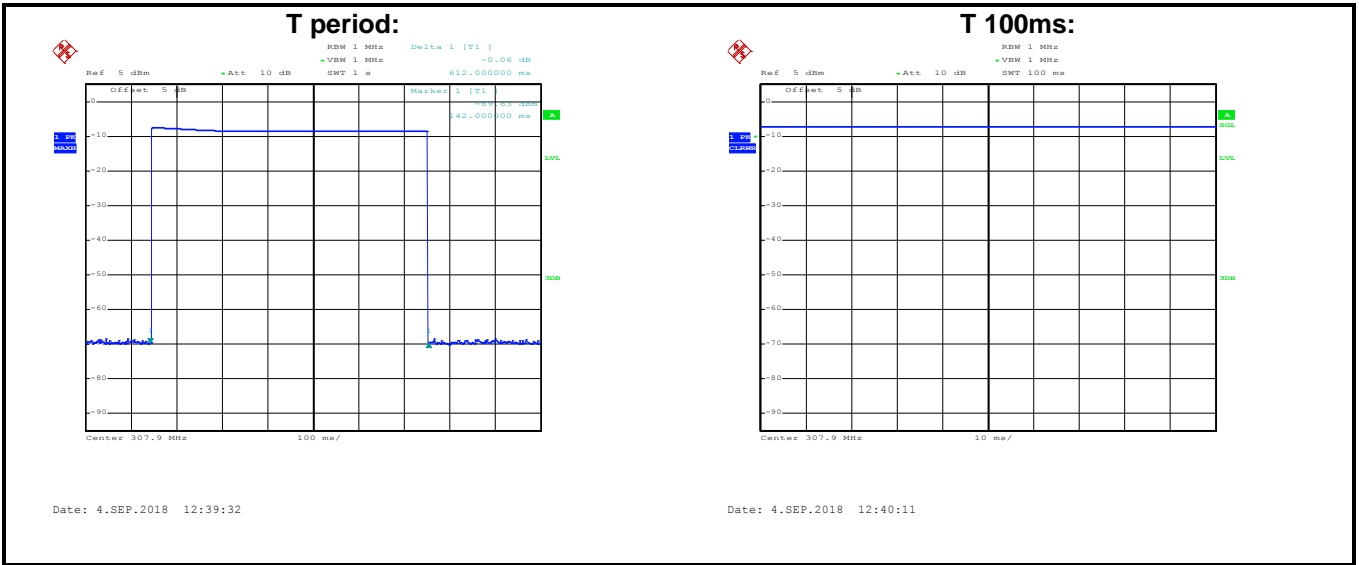 T period:
RBW 1 MHz Delta 1 [T1 ]
VBW 1 MHz -0.06 dB
Ref 5 dBm Att 10 dB SWT 1 s 612.000000 ms
Offset 5 dB Marker 1 [T1 ]
-69.63 dBm
142.000000 ms
A
0
-10
1 PK
MAXH
LVL
-20
-30
-40
-50
3DB
-60
1
1
-70
-80
-90
Center 307.9 MHz 100 ms/
Date: 4.SEP.2018 12:39:32
T 100ms:
RBW 1 MHz
VBW 1 MHz
Ref 5 dBm Att 10 dB SWT 100 ms
Offset 5 dB
A
SGL
0
-10
1 PK
CLRWR
LVL
-20
-30
-40
-50
3DB
-60
-70
-80
-90
Center 307.9 MHz 10 ms/
Date: 4.SEP.2018 12:40:11